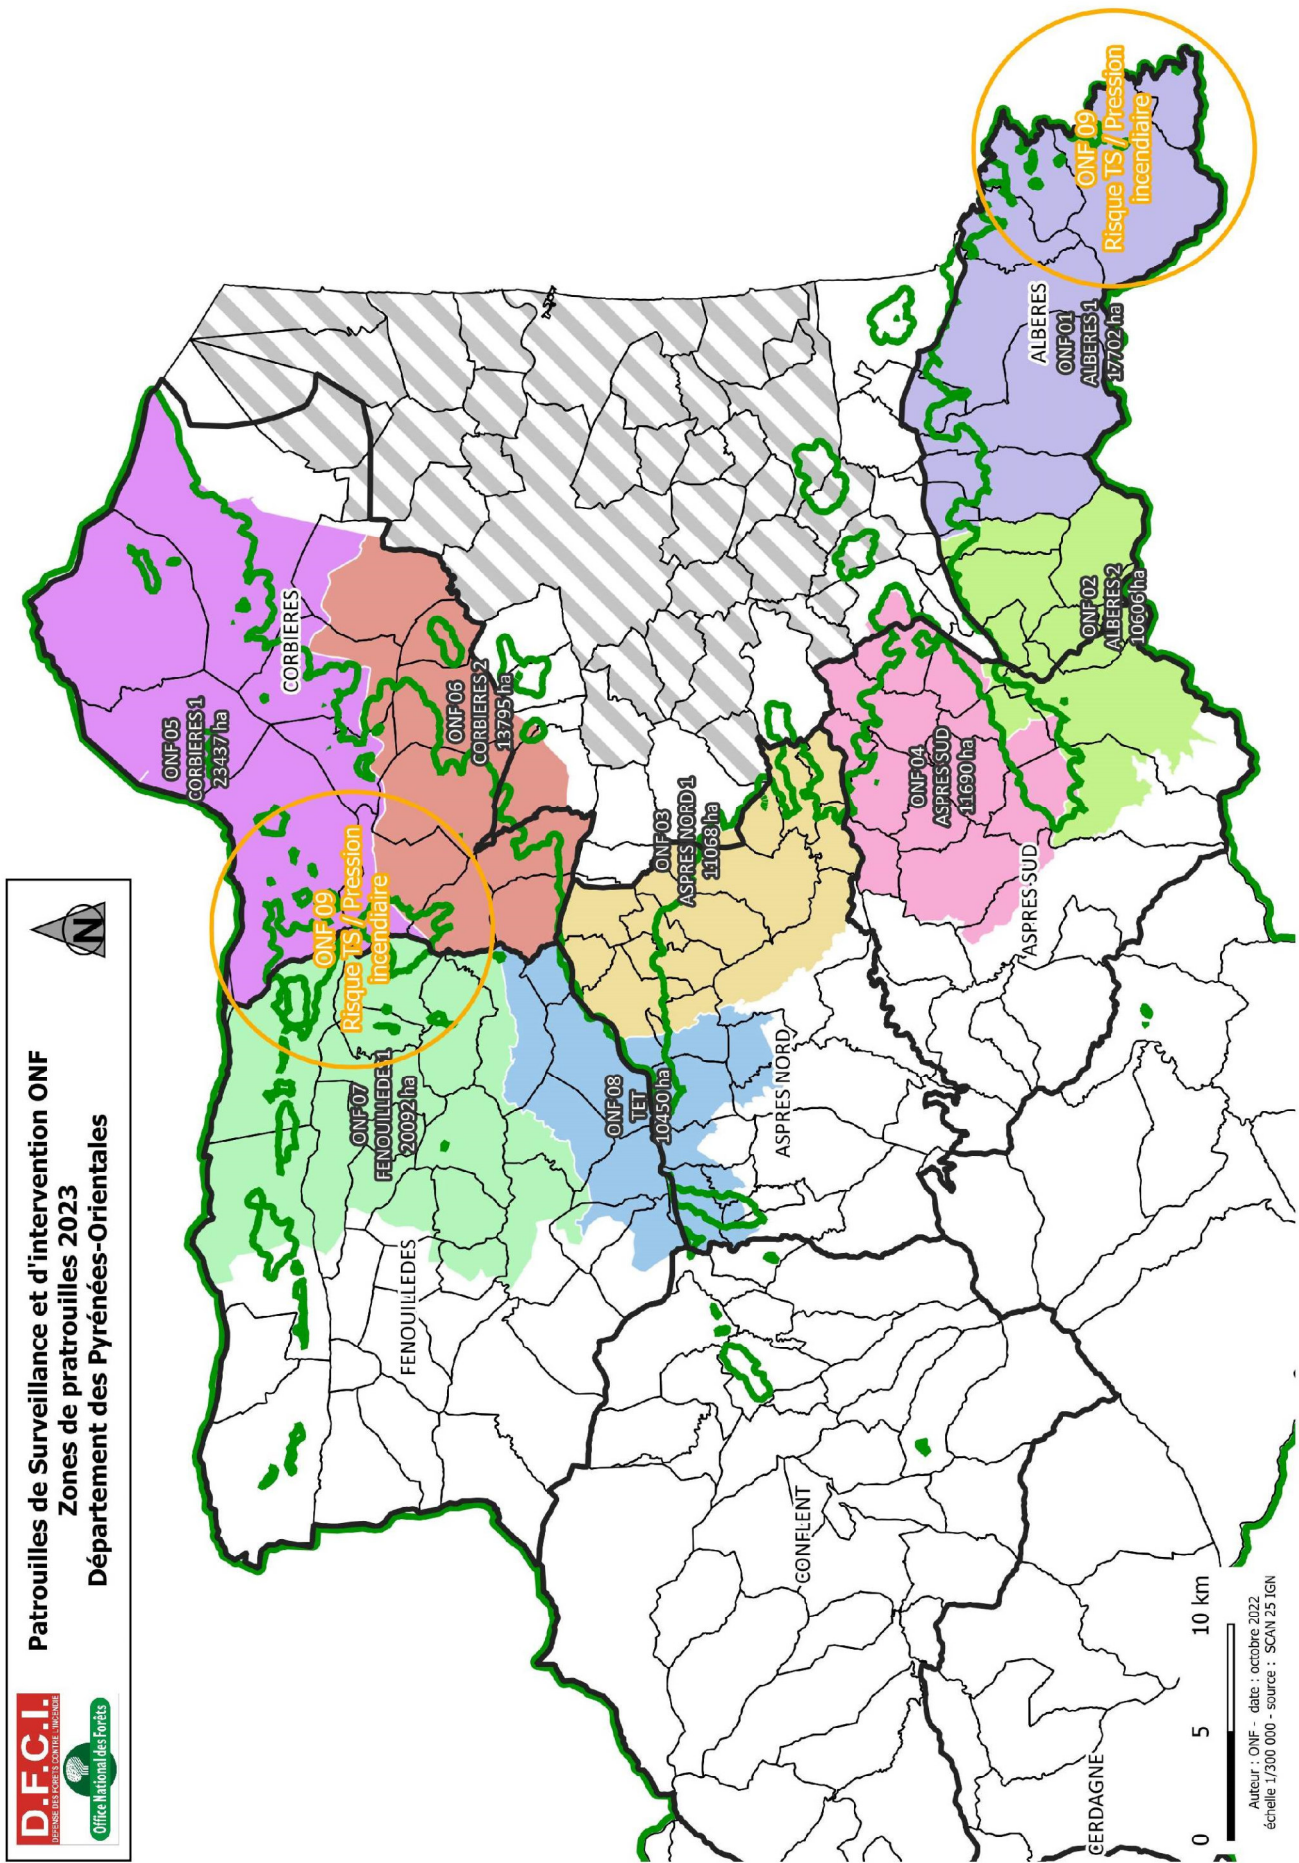 D.F.C.I.
DEFENSE DES FORETS CONTRE L'INCENDIE
Office National des Forêts
Patrouilles de Surveillance et d'intervention ONF
Zones de pratrouilles 2023
Département des Pyrénées-Orientales
N
ONF 05
CORBIERES 1
23437 ha
CORBIERES
ONF 09
Risque TS / Pression
incendiaire
ONF 06
CORBIERES 2
13795 ha
ONF 07
FENOUILLEDES 1
20092 ha
FENOUILLEDES
ONF 08
TET
10450 ha
ONF 03
ASPRES NORD 1
11068 ha
ASPRES NORD
ONF 04
ASPRES SUD
11690 ha
ASPRES-SUD
ONF 02
ALBERES 2
10606 ha
ALBERES
ONF 01
ALBERES 1
17702 ha
ONF 09
Risque TS / Pression
incendiaire
CONFLENT
CERDAGNE
0 5 10 km
Auteur : ONF - date : octobre 2022
échelle 1/300 000 - source : SCAN 25 IGN